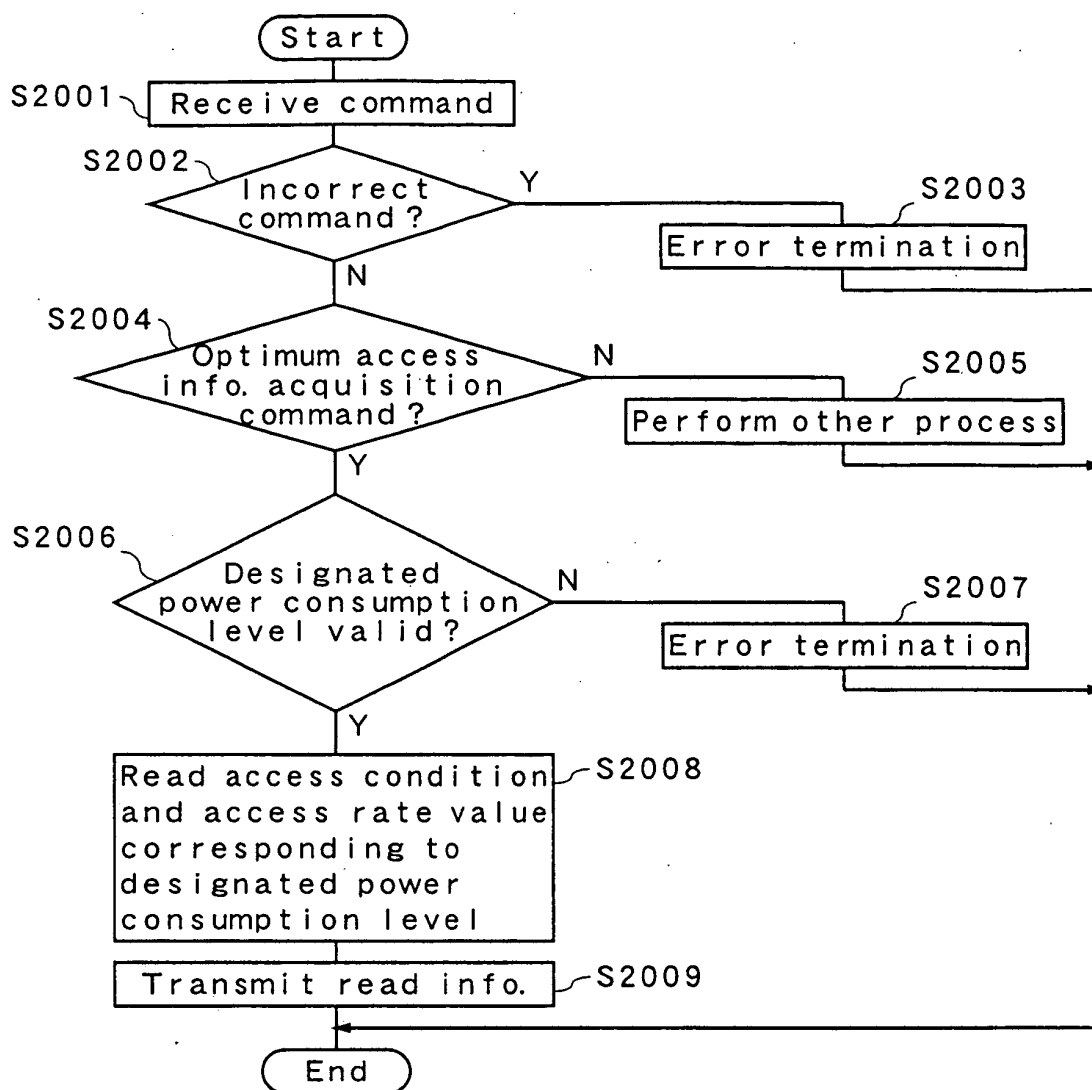 Start
S2001
Receive command
S2002
Incorrect
command?
Y
S2003
Error termination
N
S2004
Optimum access
info. acquisition
command?
N
S2005
Perform other process
Y
S2006
Designated
power consumption
level valid?
N
S2007
Error termination
Y
Read access condition
and access rate value
corresponding to
designated power
consumption level
S2008
Transmit read info.
S2009
End